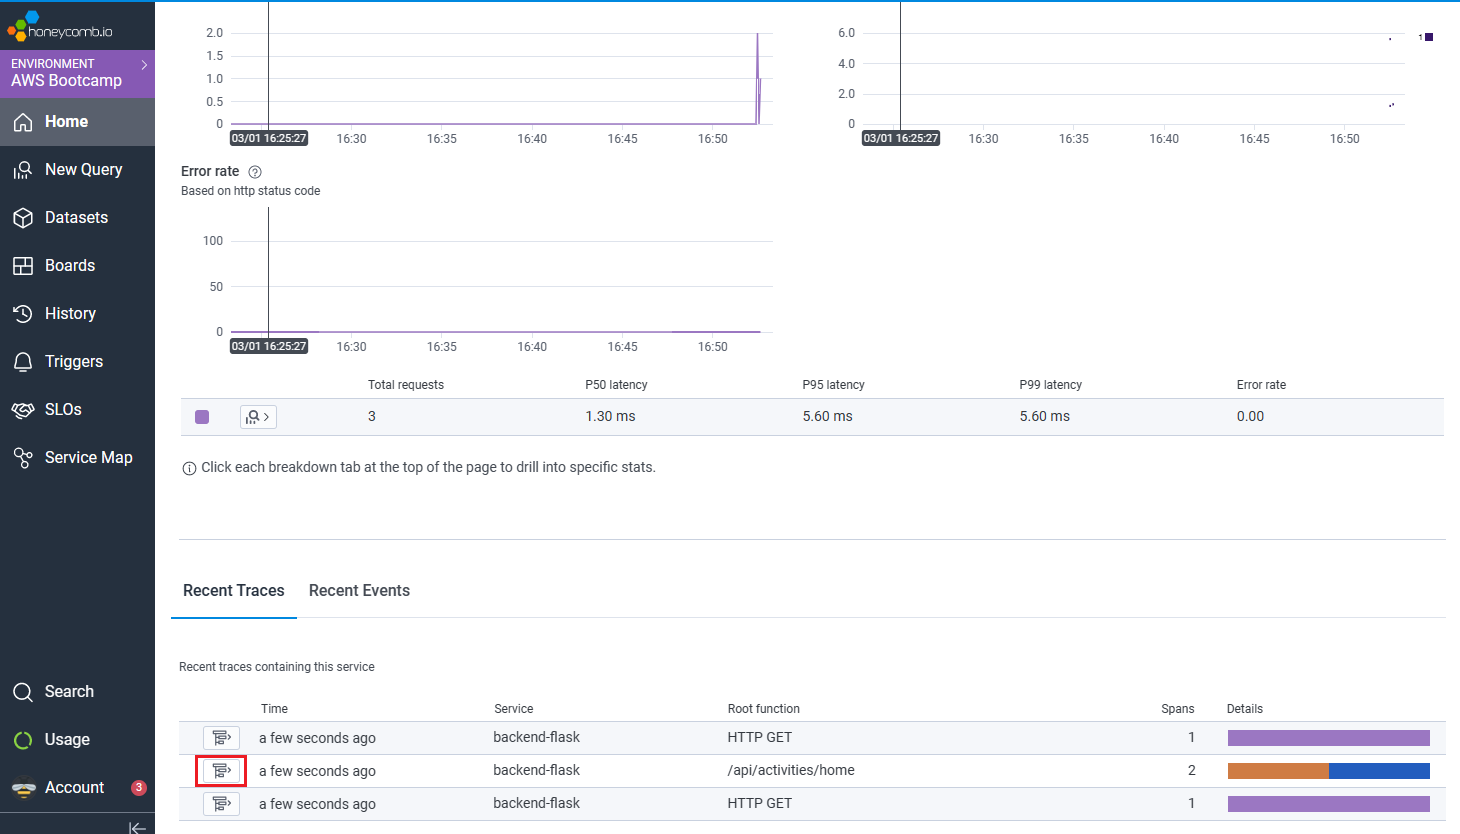 honeycomb.io
ENVIRONMENT
AWS Bootcamp
Home
New Query
Datasets
Boards
History
Triggers
SLOs
Service Map
Search
Usage
Account 3
2.0
1.5
1.0
0.5
0
03/01 16:25:27 16:30 16:35 16:40 16:45 16:50
6.0
4.0
2.0
0
1
03/01 16:25:27 16:30 16:35 16:40 16:45 16:50
Error rate ?
Based on http status code
100
50
0
03/01 16:25:27 16:30 16:35 16:40 16:45 16:50
Total requests P50 latency P95 latency P99 latency Error rate
3 1.30 ms 5.60 ms 5.60 ms 0.00
Click each breakdown tab at the top of the page to drill into specific stats.
Recent Traces Recent Events
Recent traces containing this service
Time Service Root function Spans Details
a few seconds ago backend-flask HTTP GET 1
a few seconds ago backend-flask /api/activities/home 2
a few seconds ago backend-flask HTTP GET 1